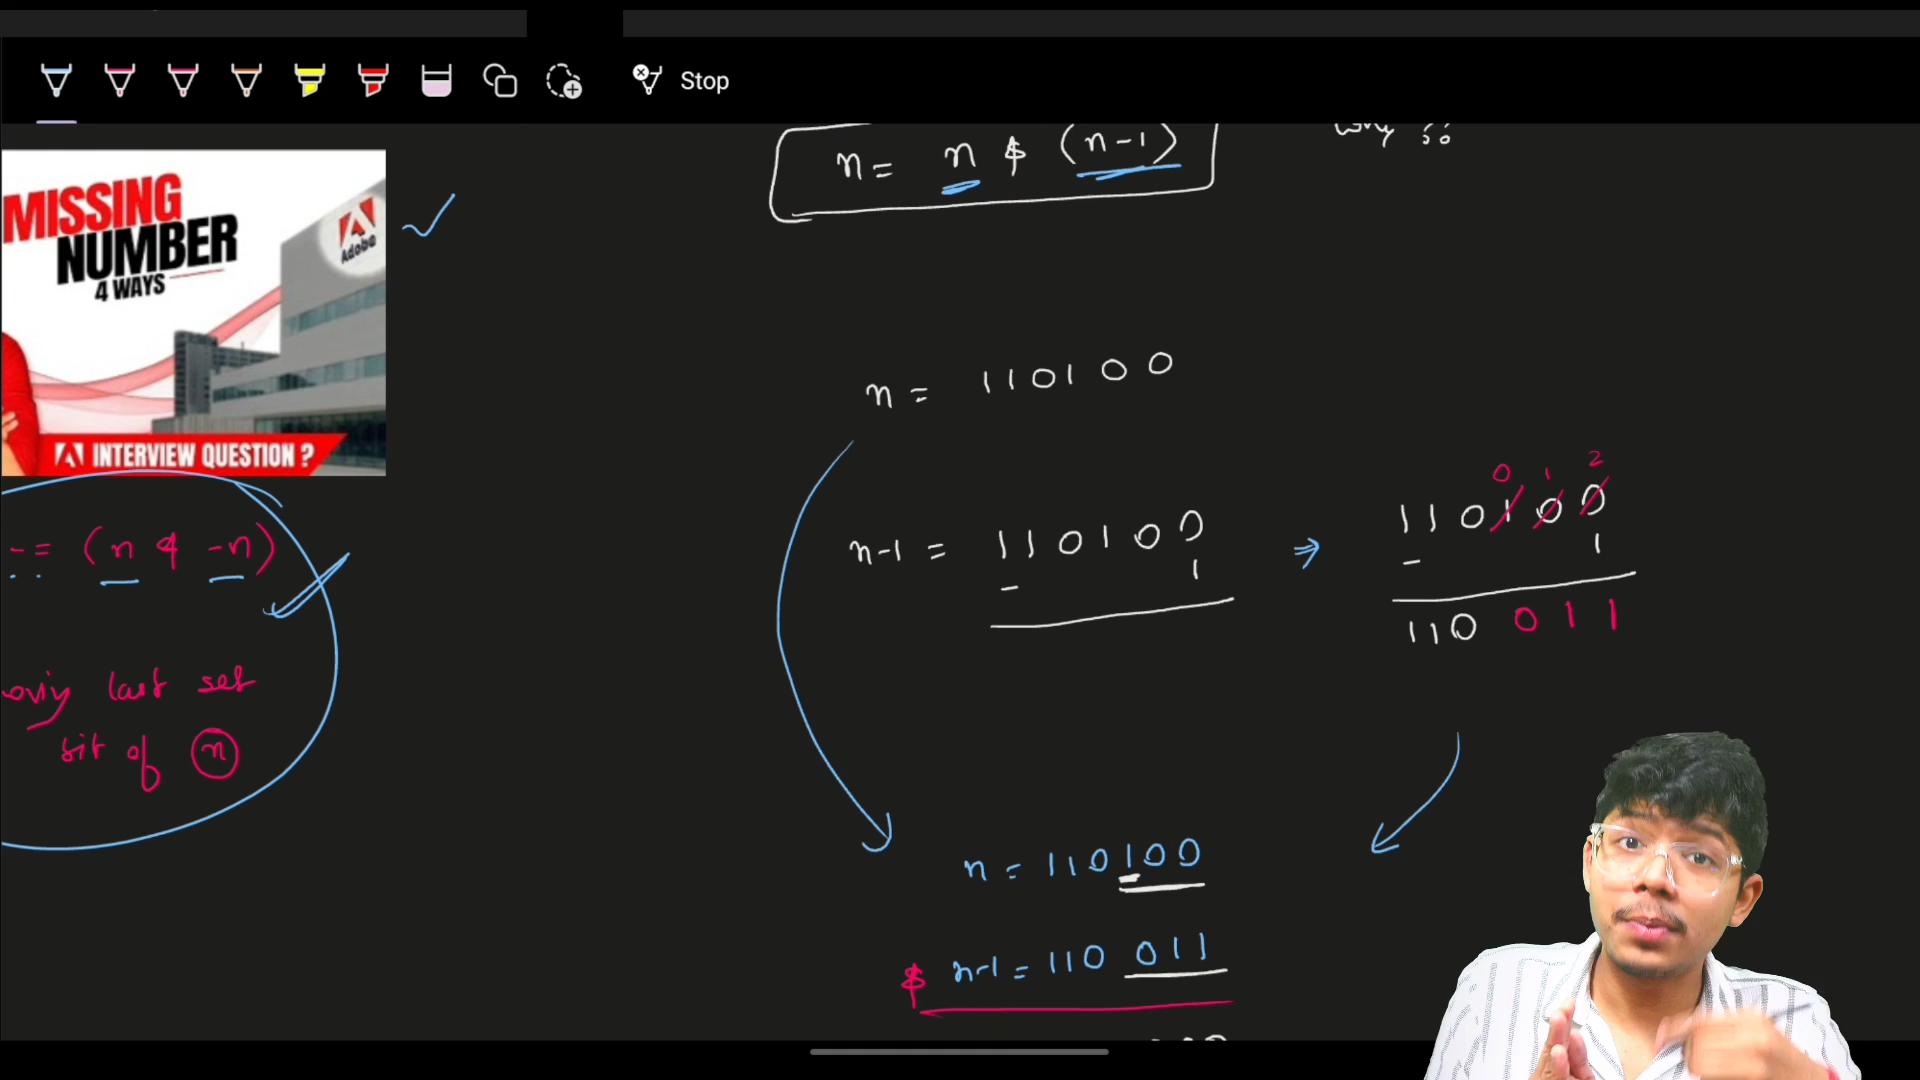 Stop
n = n $ (n-1)
why ??
MISSING
NUMBER
4 WAYS
Adobe
INTERVIEW QUESTION ?
n = 110100
0 1 2
n-1 = 110100
1
-
⇒
110100
1
-
110 011
-= (n & -n)
last set
bit of n
n = 110100
$ n-1 = 110 011